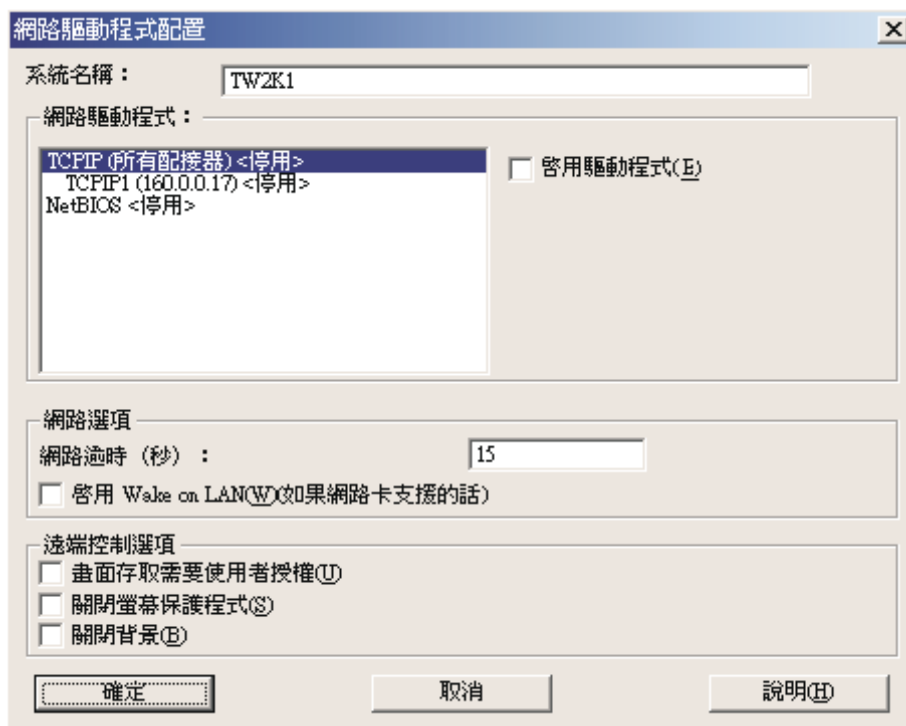 網路驅動程式配置
系統名稱：
TW2K1
網路驅動程式：
TCPIP (所有配接器) <停用>
TCPIP1 (160.0.0.17) <停用>
NetBIOS <停用>
啓用驅動程式(E)
網路選項
網路逾時（秒）：
15
啓用 Wake on LAN(W)(如果網路卡支援的話)
遠端控制選項
畫面存取需要使用者授權(U)
關閉螢幕保護程式(S)
關閉背景(B)
確定
取消
說明(H)